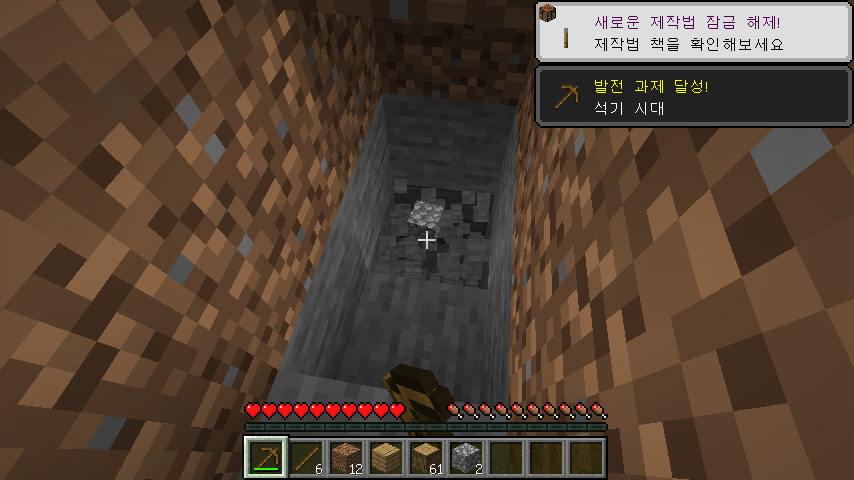 새로운 제작법 잠금 해제!
제작법 책을 확인해보세요
발전 과제 달성!
석기 시대
6
12
61
2